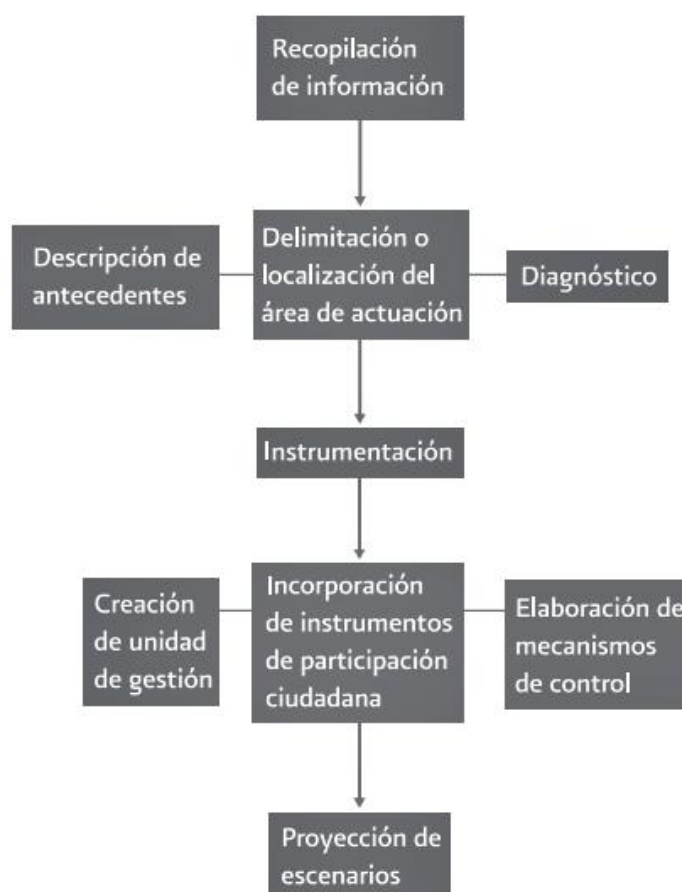 Recopilación
de información
Descripción de
antecedentes
Delimitación o
localización del
área de actuación
Diagnóstico
Instrumentación
Creación
de unidad
de gestión
Incorporación
de instrumentos
de participación
ciudadana
Elaboración de
mecanismos
de control
Proyección de
escenarios